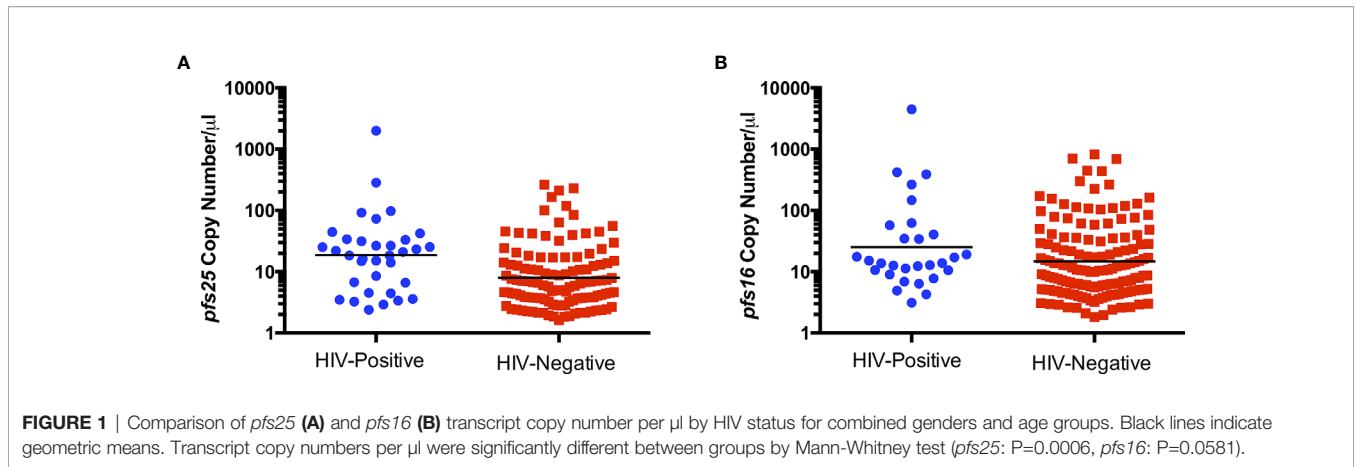 A
pfs25 Copy Number/µl
10000
1000
100
10
1
HIV-Positive
HIV-Negative
B
pfs16 Copy Number/µl
10000
1000
100
10
1
HIV-Positive
HIV-Negative
FIGURE 1 | Comparison of pfs25 (A) and pfs16 (B) transcript copy number per µl by HIV status for combined genders and age groups. Black lines indicate
geometric means. Transcript copy numbers per µl were significantly different between groups by Mann-Whitney test (pfs25: P=0.0006, pfs16: P=0.0581).